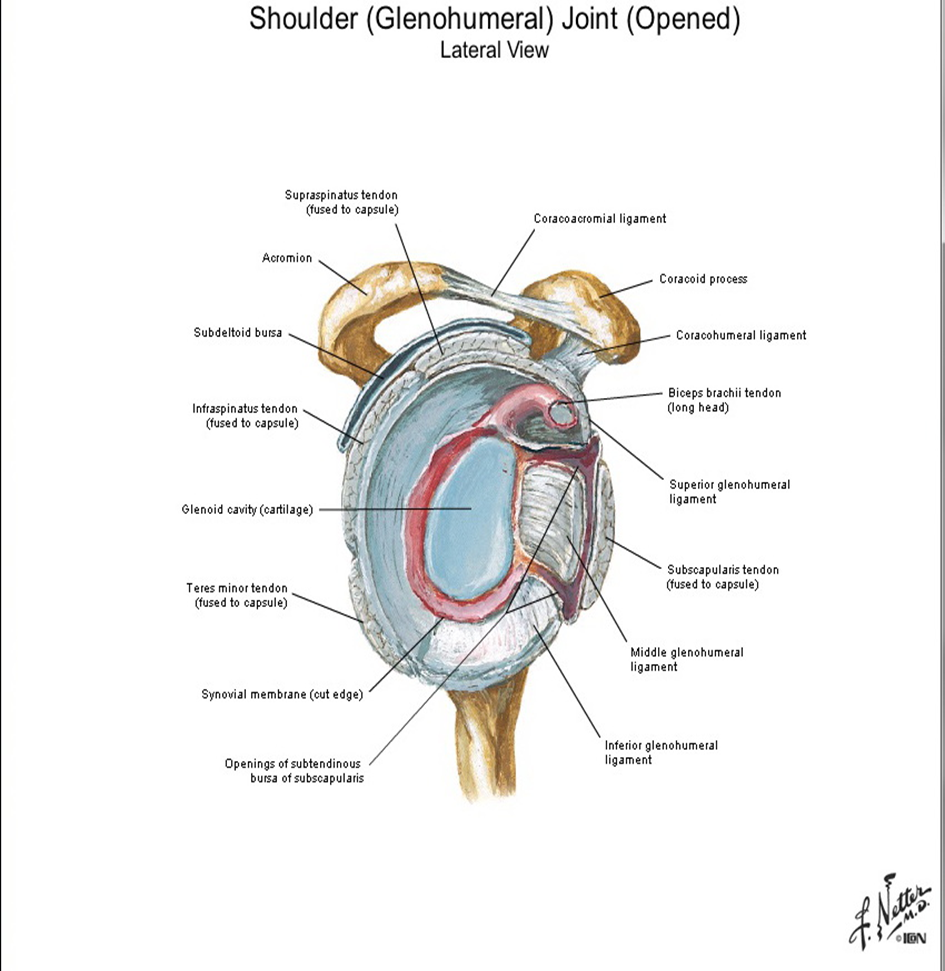 Shoulder (Glenohumeral) Joint (Opened)
Lateral View
Supraspinatus tendon
(fused to capsule)
Coracoacromial ligament
Acromion
Coracoid process
Subdeltoid bursa
Coracohumeral ligament
Biceps brachii tendon
(long head)
Infraspinatus tendon
(fused to capsule)
Superior glenohumeral
ligament
Glenoid cavity (cartilage)
Subscapularis tendon
(fused to capsule)
Teres minor tendon
(fused to capsule)
Middle glenohumeral
ligament
Synovial membrane (cut edge)
Inferior glenohumeral
ligament
Openings of subtendinous
bursa of subscapularis
F. Netter
M.D.
© ICON